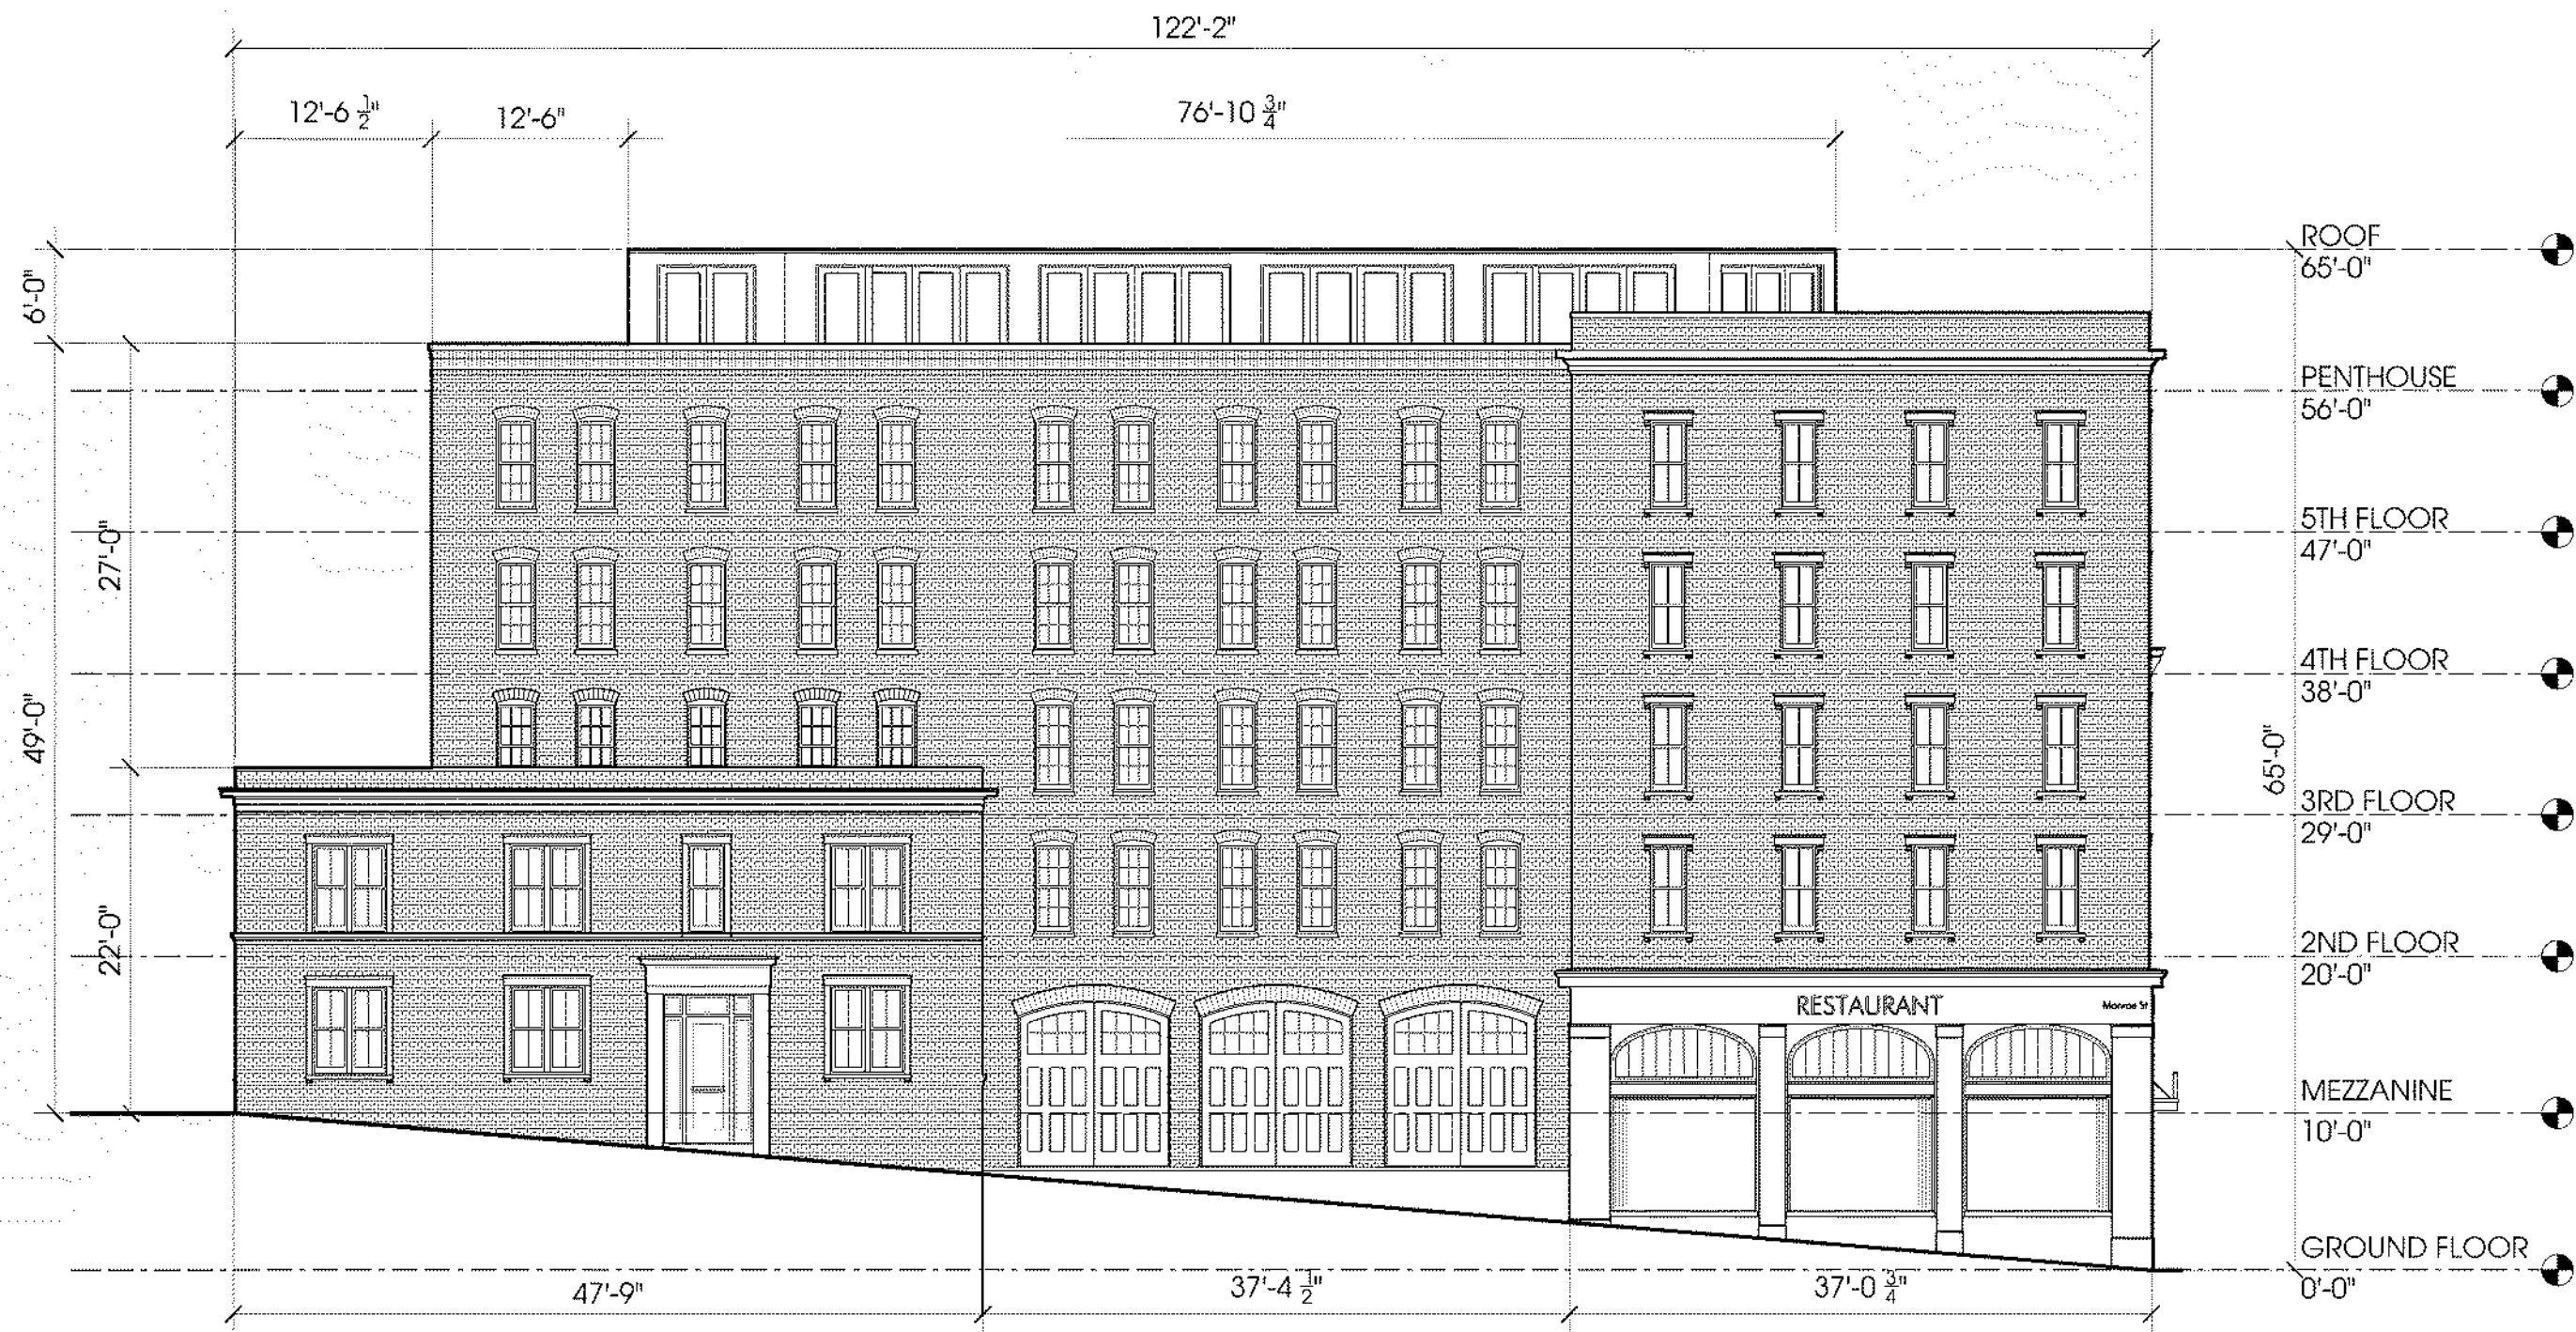 122'-2"
12'-6 1/2"
12'-6"
76'-10 3/4"
ROOF
65'-0"
6'-0"
PENTHOUSE
56'-0"
5TH FLOOR
47'-0"
27'-0"
4TH FLOOR
38'-0"
49'-0"
65'-0"
3RD FLOOR
29'-0"
22'-0"
2ND FLOOR
20'-0"
RESTAURANT
Monroe St
MEZZANINE
10'-0"
GROUND FLOOR
0'-0"
47'-9"
37'-4 1/2"
37'-0 3/4"